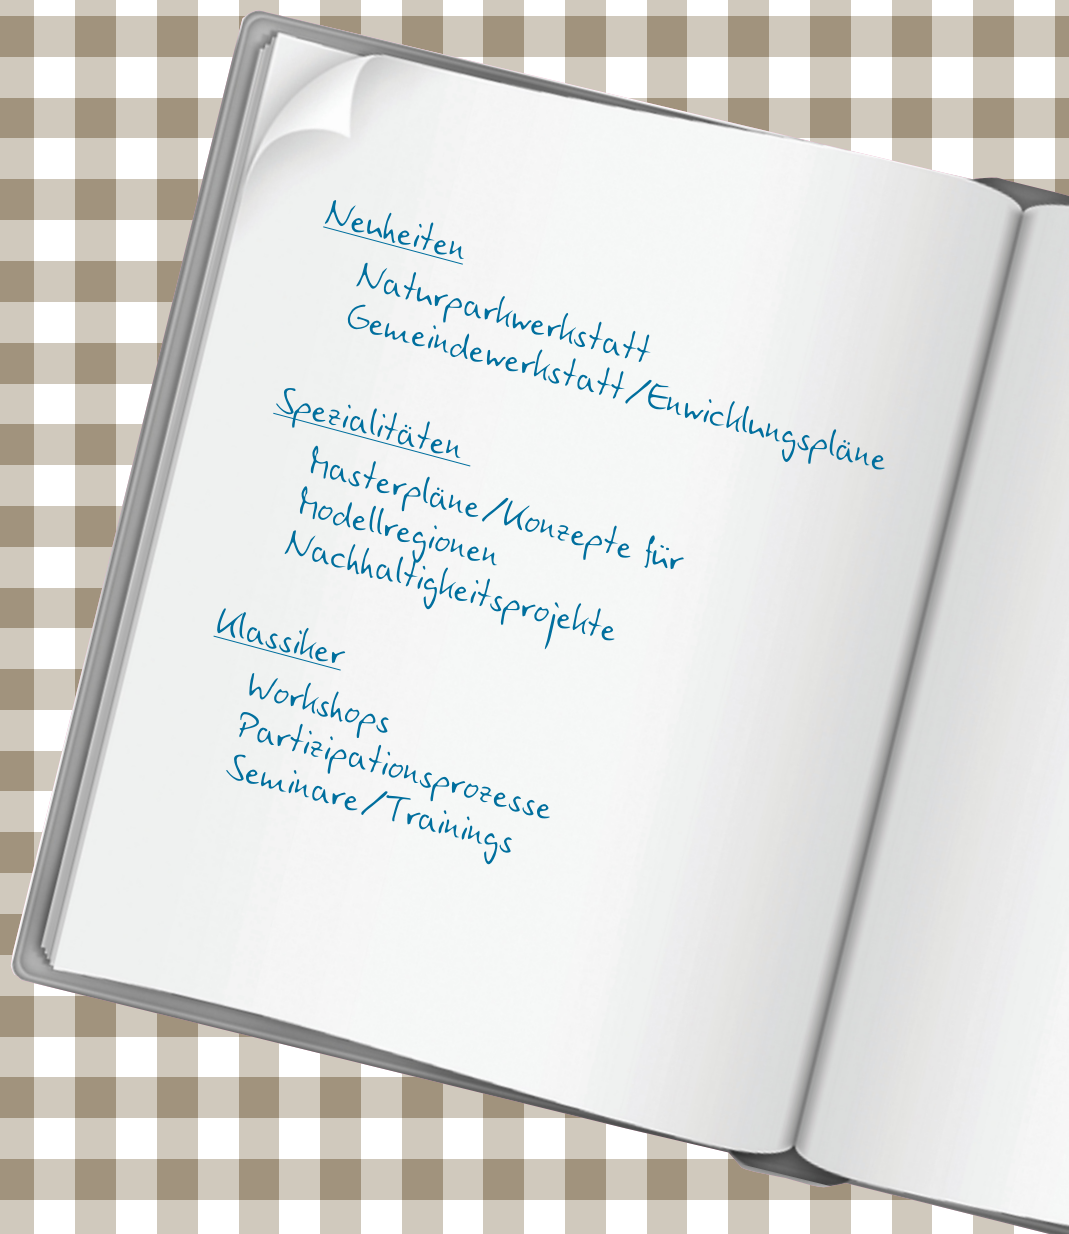 Neuheiten
Naturparkwerkstatt
Gemeindewerkstatt/Enwicklungspläne
Spezialitäten
Masterpläne/Konzepte für
Modellregionen
Nachhaltigkeitsprojekte
Klassiker
Workshops
Partizipationsprozesse
Seminare/Trainings